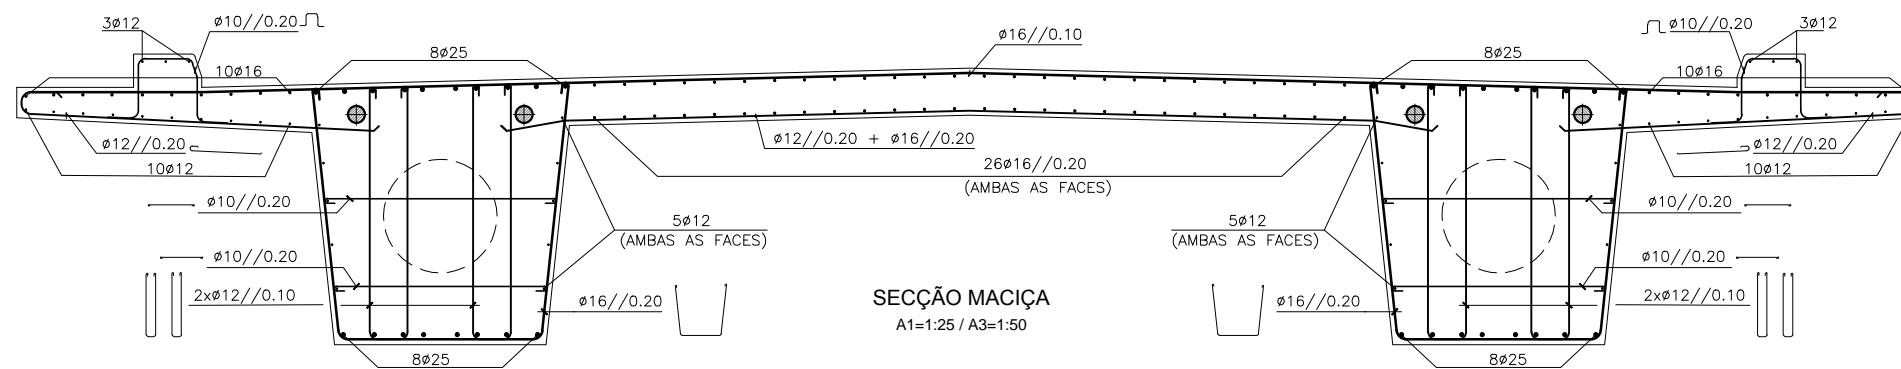 3ø12
ø10//0.20
ø10//0.20
3ø12
8ø25
ø16//0.10
8ø25
10ø16
10ø16
ø12//0.20
ø12//0.20 + ø16//0.20
ø12//0.20
10ø12
26ø16//0.20
(AMBAS AS FACES)
10ø12
ø10//0.20
5ø12
(AMBAS AS FACES)
5ø12
(AMBAS AS FACES)
ø10//0.20
ø10//0.20
ø10//0.20
2xø12//0.10
ø16//0.20
SECÇÃO MACIÇA
A1=1:25 / A3=1:50
ø16//0.20
2xø12//0.10
8ø25
8ø25